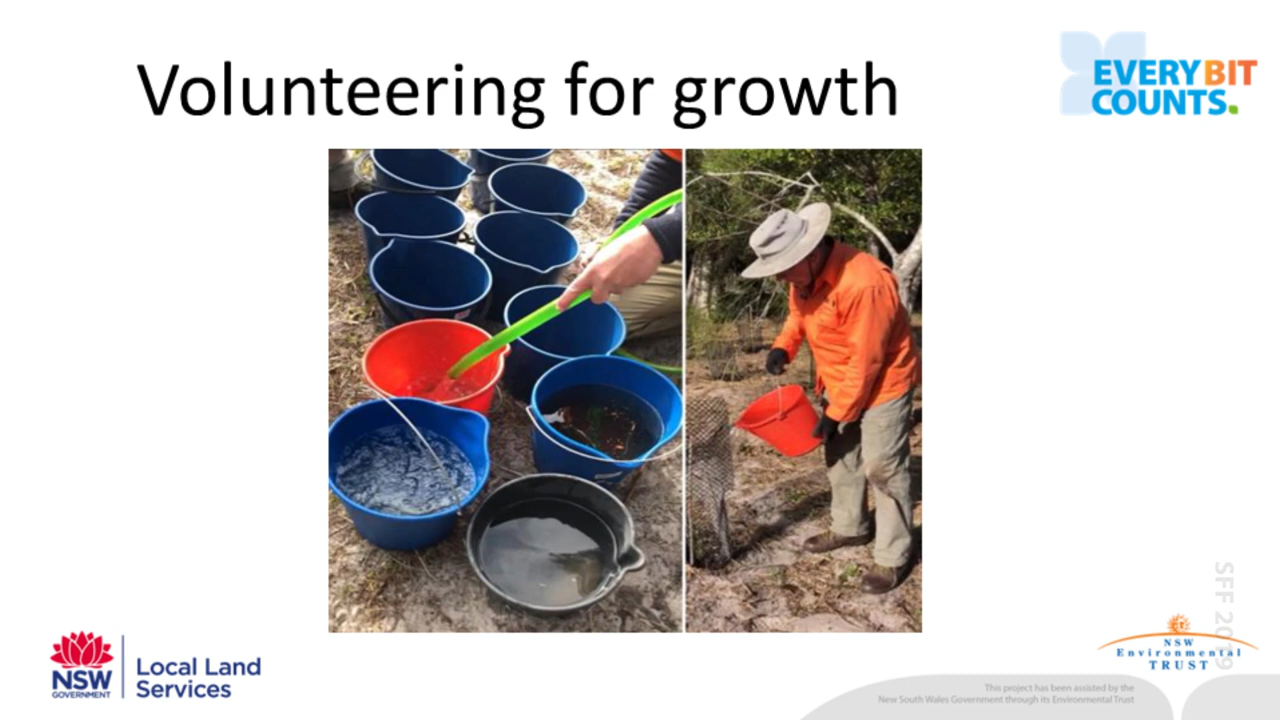 Volunteering for growth
EVERY BIT
COUNTS.
SFF 2019
NSW
GOVERNMENT
Local Land
Services
NSW
Environmental
TRUST
This project has been assisted by the
New South Wales Government through its Environmental Trust